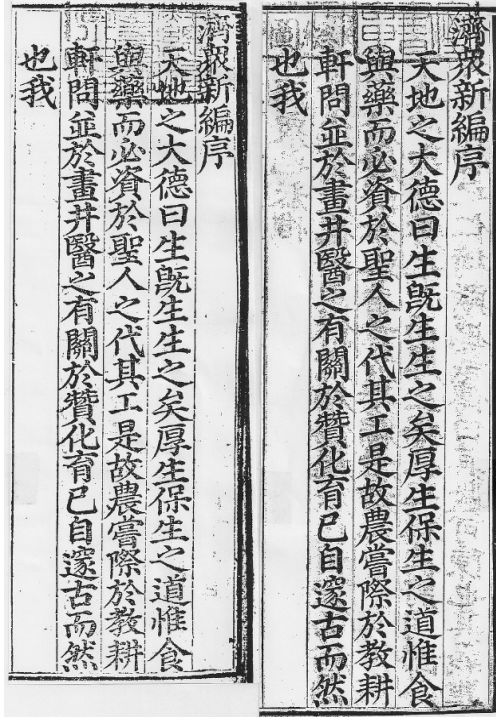 濟衆新編序
天地之大德曰生旣生生之矣厚生保生之道惟食
與藥而必資於聖人之代其工是故農嘗際於敎耕
軒問並於畫井醫之有關於贊化育已自邃古而然
也我
濟衆新編序
天地之大德曰生旣生生之矣厚生保生之道惟食
與藥而必資於聖人之代其工是故農嘗際於敎耕
軒問並於畫井醫之有關於贊化育已自邃古而然
也我